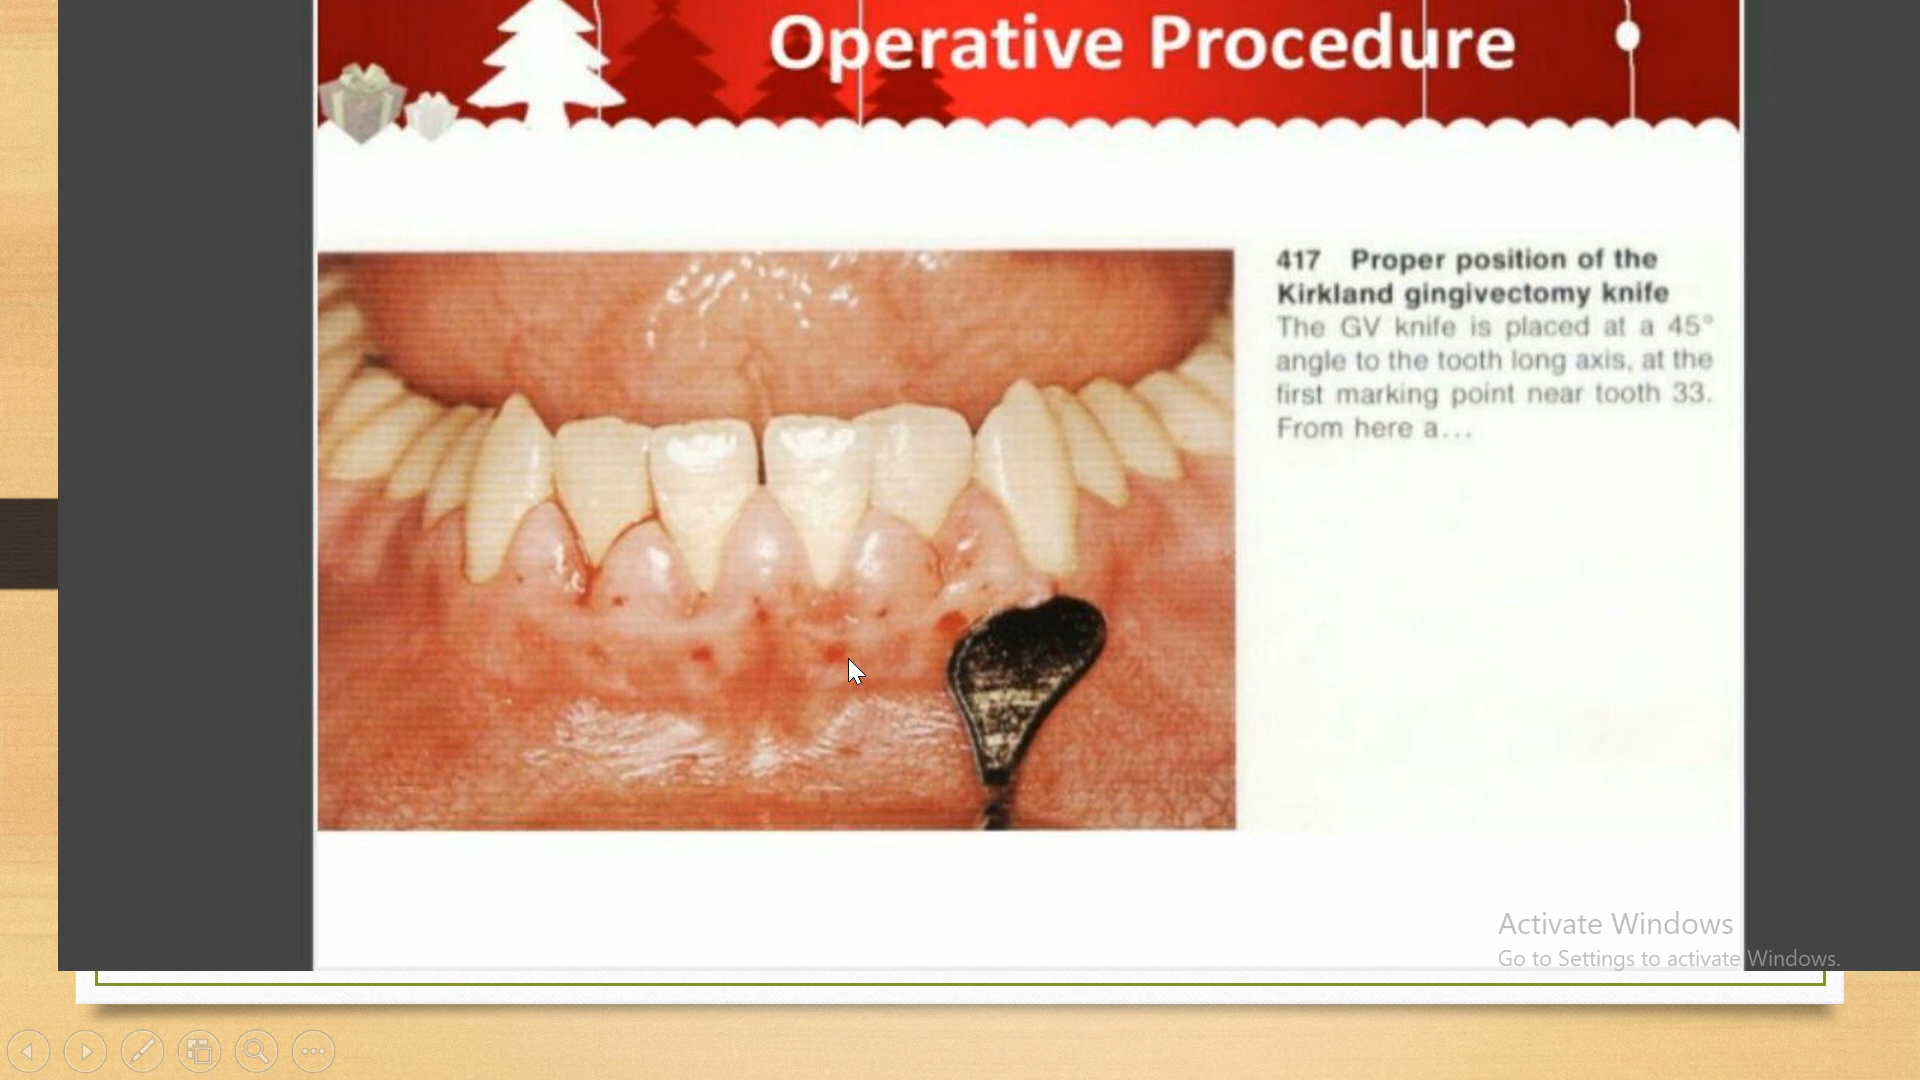 Operative Procedure
417 Proper position of the
Kirkland gingivectomy knife
The GV knife is placed at a 45°
angle to the tooth long axis, at the
first marking point near tooth 33.
From here a...
Activate Windows
Go to Settings to activate Windows.